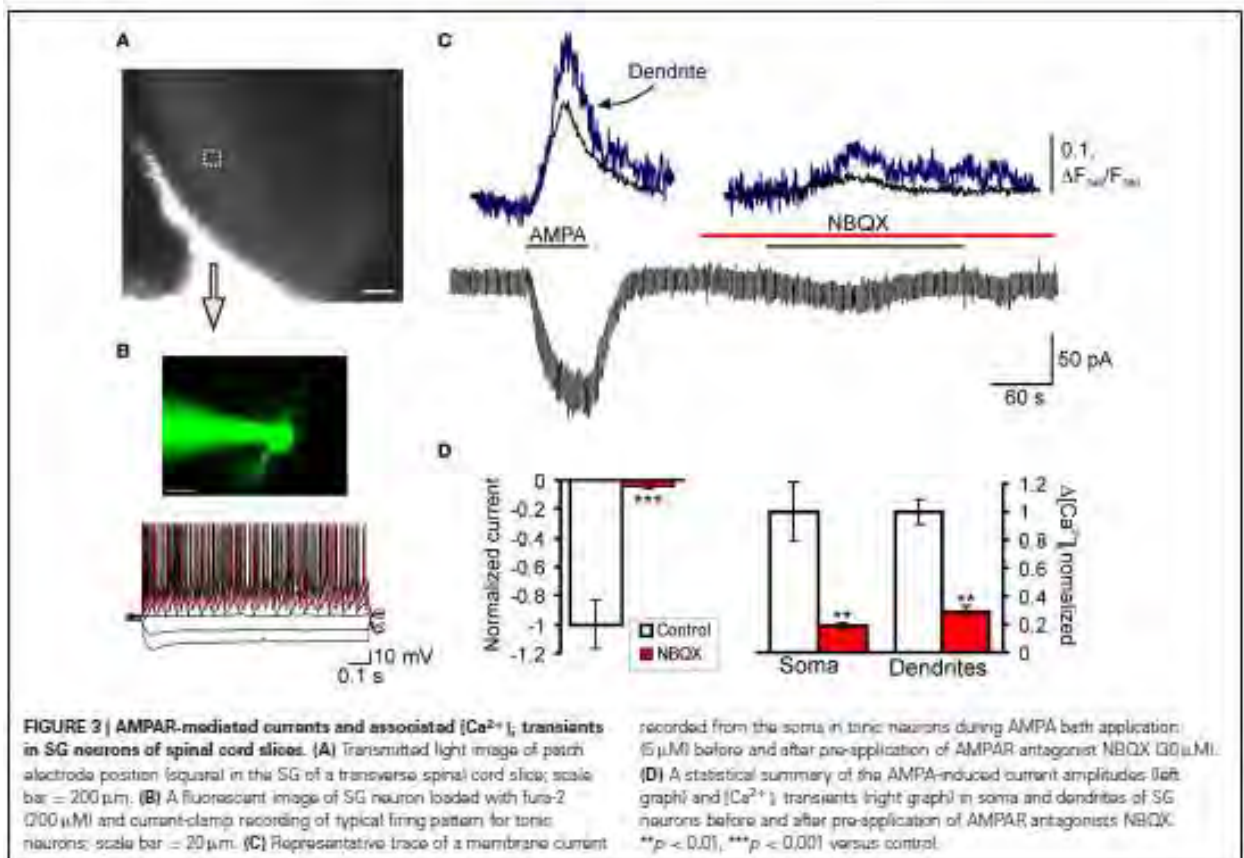 A
C
Dendrite
0.1,
ΔF₃₄₀/F₃₈₀
AMPA
NBQX
50 pA
60 s
B
10 mV
0.1 s
D
Normalized current
0
-0.2
-0.4
-0.6
-0.8
-1
-1.2
***
Control
NBQX
**
**
Soma
Dendrites
1.2
1
0.8
0.6
0.4
0.2
0
Δ[Ca²⁺]ᵢ normalized
FIGURE 3 | AMPAR-mediated currents and associated [Ca²⁺]ᵢ transients
in SG neurons of spinal cord slices. (A) Transmitted light image of patch
electrode position (square) in the SG of a transverse spinal cord slice; scale
bar = 200 μm. (B) A fluorescent image of SG neuron loaded with fura-2
(200 μM) and current-clamp recording of typical firing pattern for tonic
neurons; scale bar = 20 μm. (C) Representative trace of a membrane current
recorded from the soma in tonic neurons during AMPA bath application
(5 μM) before and after pre-application of AMPAR antagonist NBQX (30 μM).
(D) A statistical summary of the AMPA-induced current amplitudes (left
graph) and [Ca²⁺]ᵢ transients (right graph) in soma and dendrites of SG
neurons before and after pre-application of AMPAR antagonists NBQX.
**p < 0.01, ***p < 0.001 versus control.